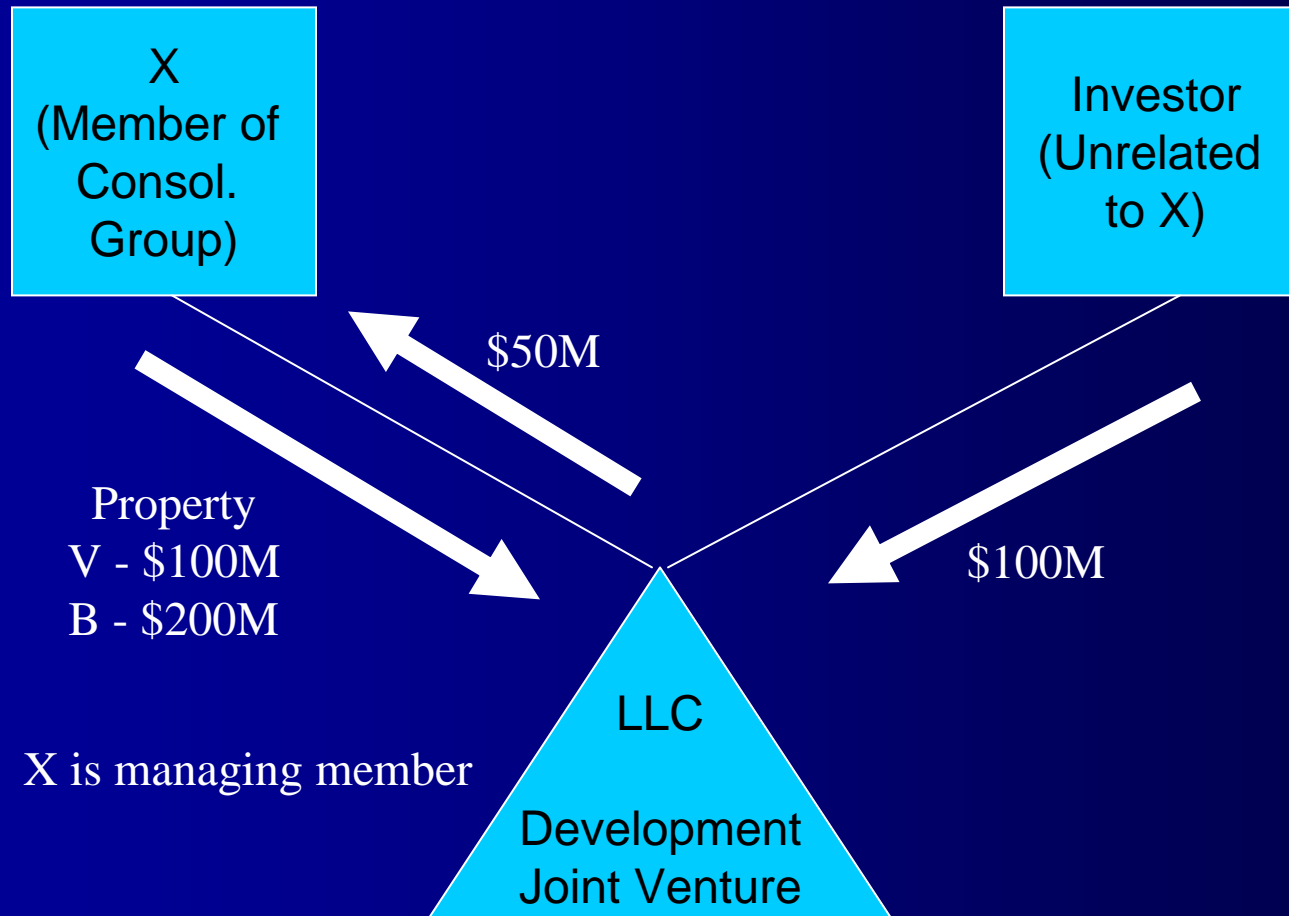 X
(Member of
Consol.
Group)
Investor
(Unrelated
to X)
$50M
Property
V - $100M
B - $200M
$100M
X is managing member
LLC
Development
Joint Venture